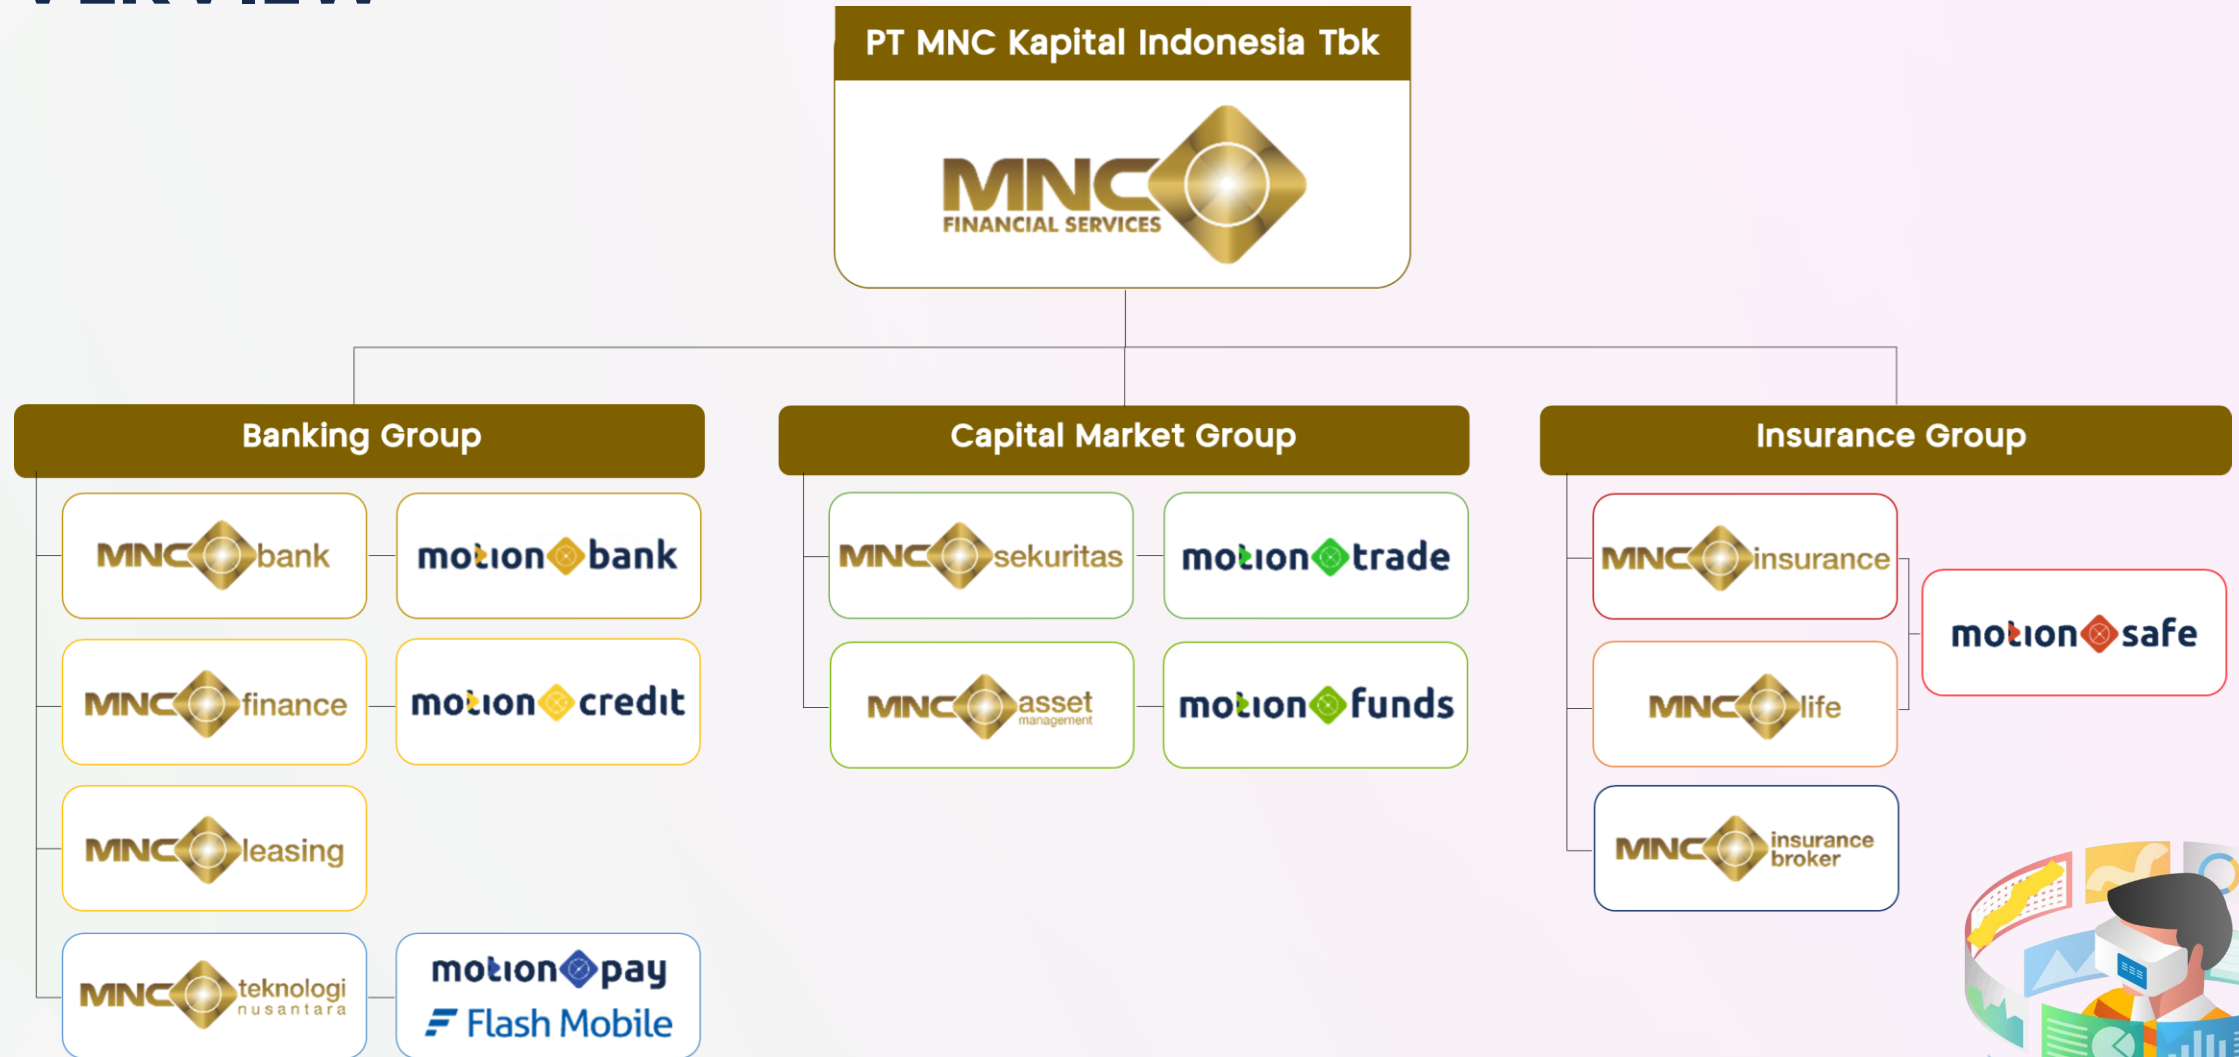 PT MNC Kapital Indonesia Tbk
MNC
FINANCIAL SERVICES
Banking Group
MNC bank
motion bank
MNC finance
motion credit
MNC leasing
MNC teknologi
nusantara
motion pay
Flash Mobile
Capital Market Group
MNC sekuritas
motion trade
MNC asset
management
motion funds
Insurance Group
MNC insurance
motion safe
MNC life
MNC insurance
broker